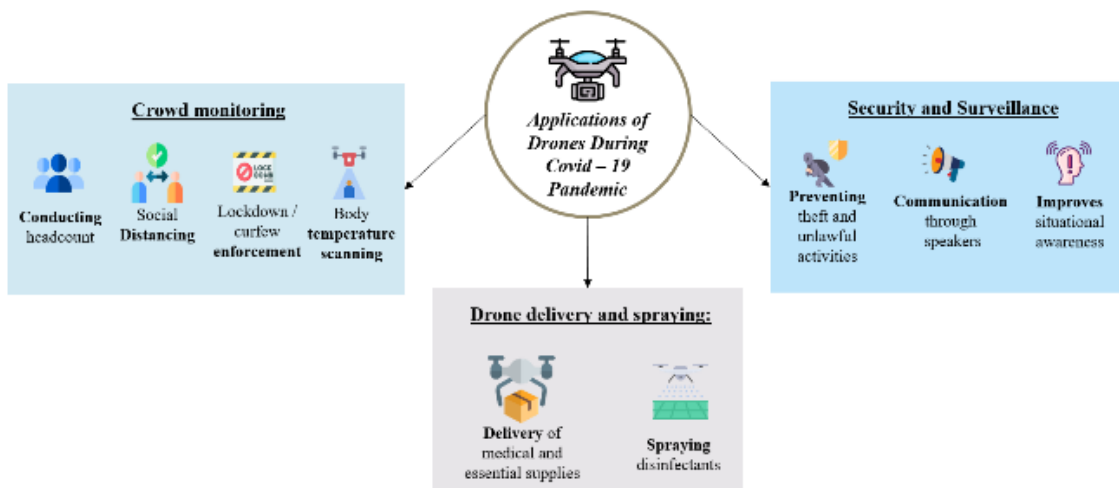 Applications of
Drones During
Covid – 19
Pandemic
Crowd monitoring
Conducting
headcount
Social
Distancing
LOCK
DOWN
Lockdown /
curfew
enforcement
Body
temperature
scanning
Security and Surveillance
Preventing
theft and
unlawful
activities
Communication
through
speakers
Improves
situational
awareness
Drone delivery and spraying:
Delivery of
medical and
essential supplies
Spraying
disinfectants